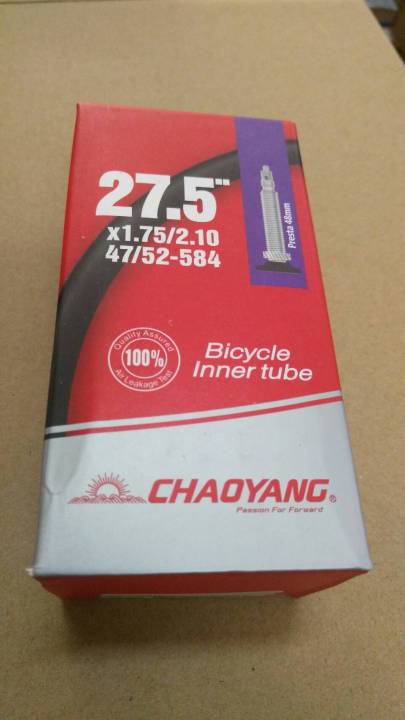 27.5"
x1.75/2.10
47/52-584
Presta 48mm
Quality Assured
100%
Air Leakage Test
Bicycle
Inner tube
CHAOYANG®
Passion For Forward